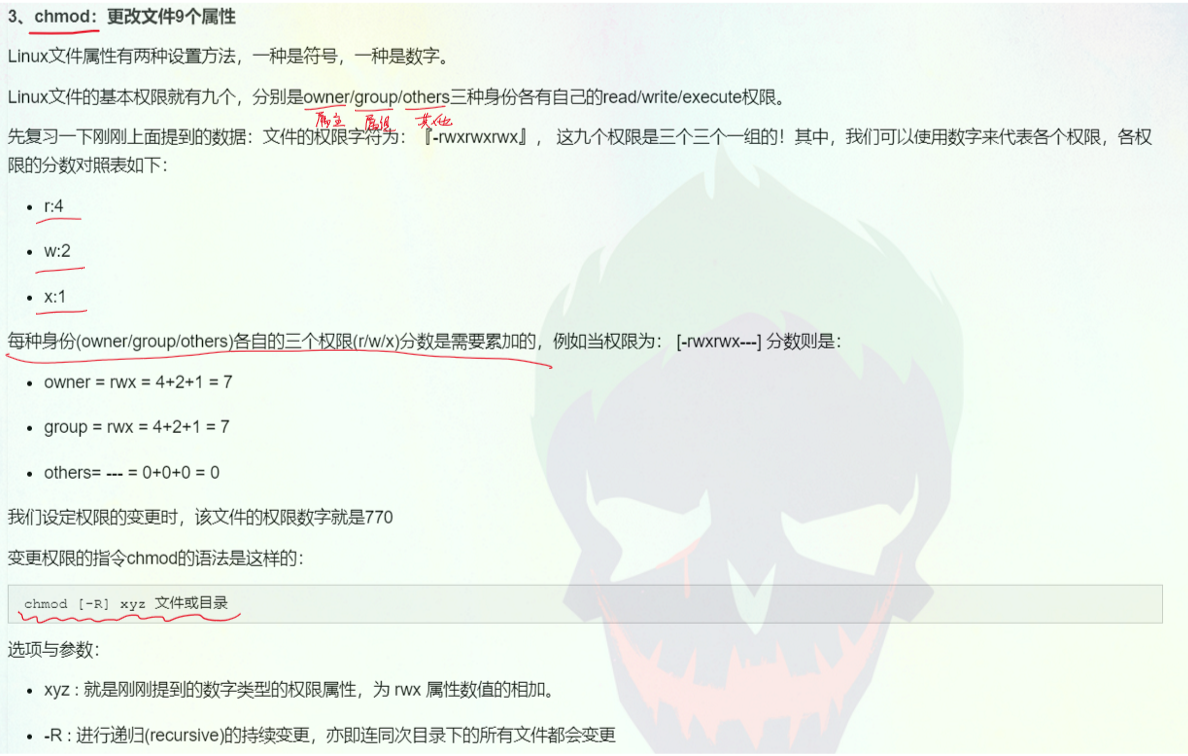 3、chmod：更改文件9个属性
Linux文件属性有两种设置方法，一种是符号，一种是数字。
Linux文件的基本权限就有九个，分别是owner/group/others三种身份各有自己的read/write/execute权限。
属主 属组 其他
先复习一下刚刚上面提到的数据：文件的权限字符为：『-rwxrwxrwx』，这九个权限是三个三个一组的！其中，我们可以使用数字来代表各个权限，各权
限的分数对照表如下：
• r:4
• w:2
• x:1
每种身份(owner/group/others)各自的三个权限(r/w/x)分数是需要累加的，例如当权限为： [-rwxrwx---] 分数则是：
• owner = rwx = 4+2+1 = 7
• group = rwx = 4+2+1 = 7
• others= --- = 0+0+0 = 0
我们设定权限的变更时，该文件的权限数字就是770
变更权限的指令chmod的语法是这样的：
chmod [-R] xyz 文件或目录
选项与参数：
• xyz : 就是刚刚提到的数字类型的权限属性，为 rwx 属性数值的相加。
• -R : 进行递归(recursive)的持续变更，亦即连同次目录下的所有文件都会变更